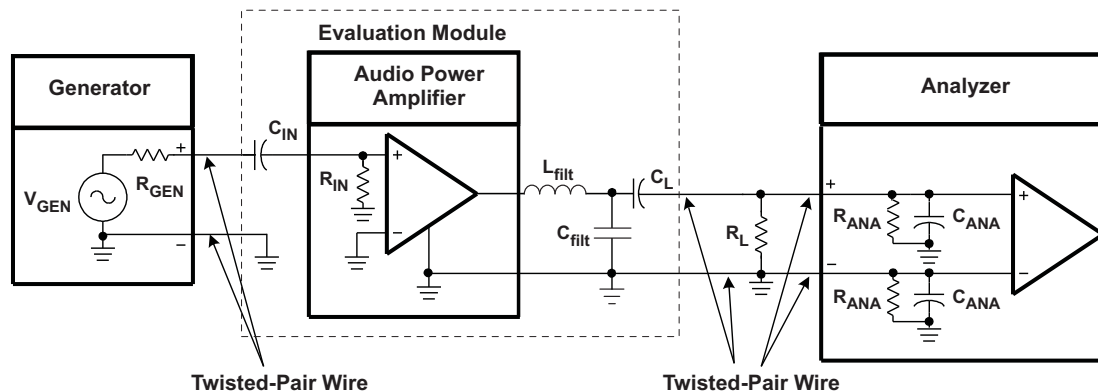 Evaluation Module
Generator
Audio Power
Amplifier
Analyzer
C_IN
+
R_GEN
V_GEN
−
R_IN
+
−
L_filt
C_L
C_filt
R_L
+
R_ANA
C_ANA
+
−
R_ANA
C_ANA
−
Twisted-Pair Wire
Twisted-Pair Wire